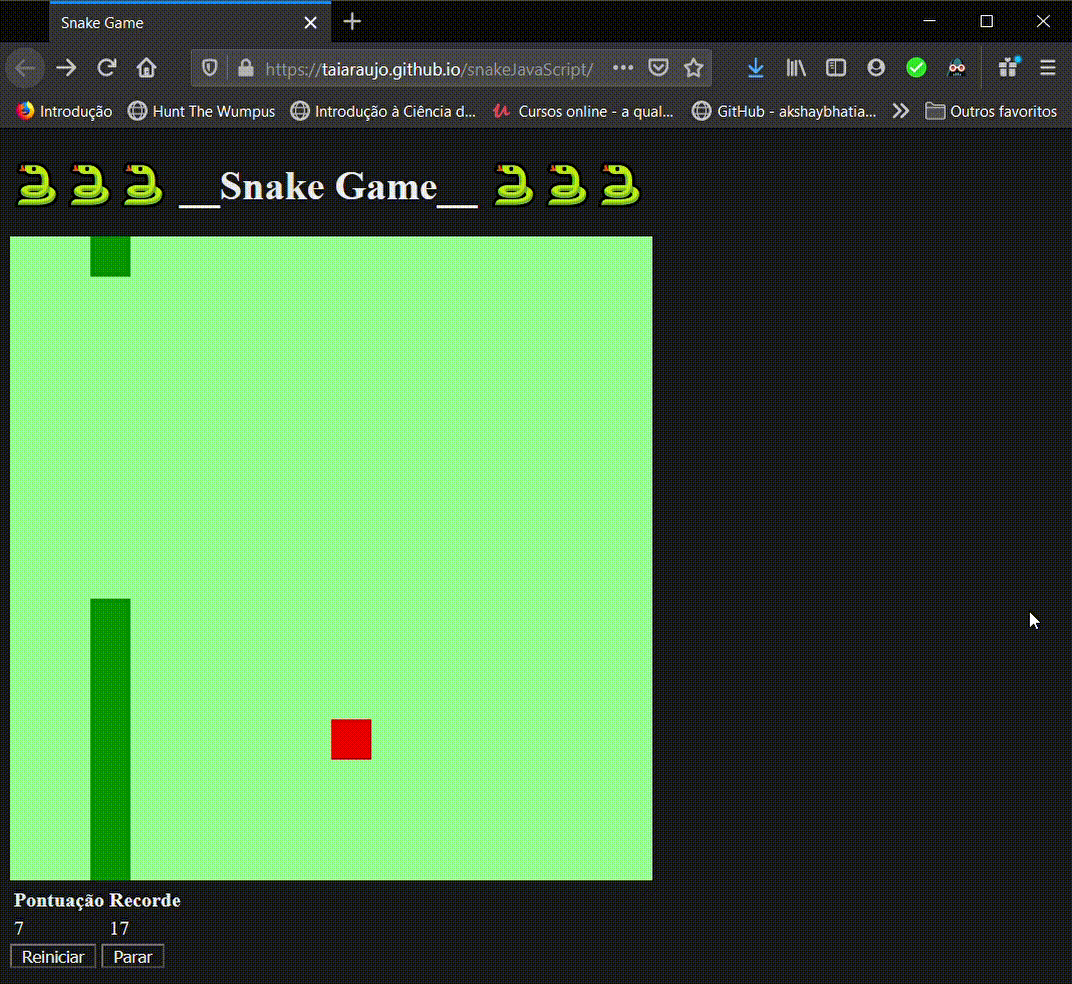 Snake Game
https://taiaraujo.github.io/snakeJavaScript/
Introdução Hunt The Wumpus Introdução à Ciência d... Cursos online - a qual... GitHub - akshaybhatia... Outros favoritos
__Snake Game__
Pontuação Recorde
7 17
Reiniciar Parar